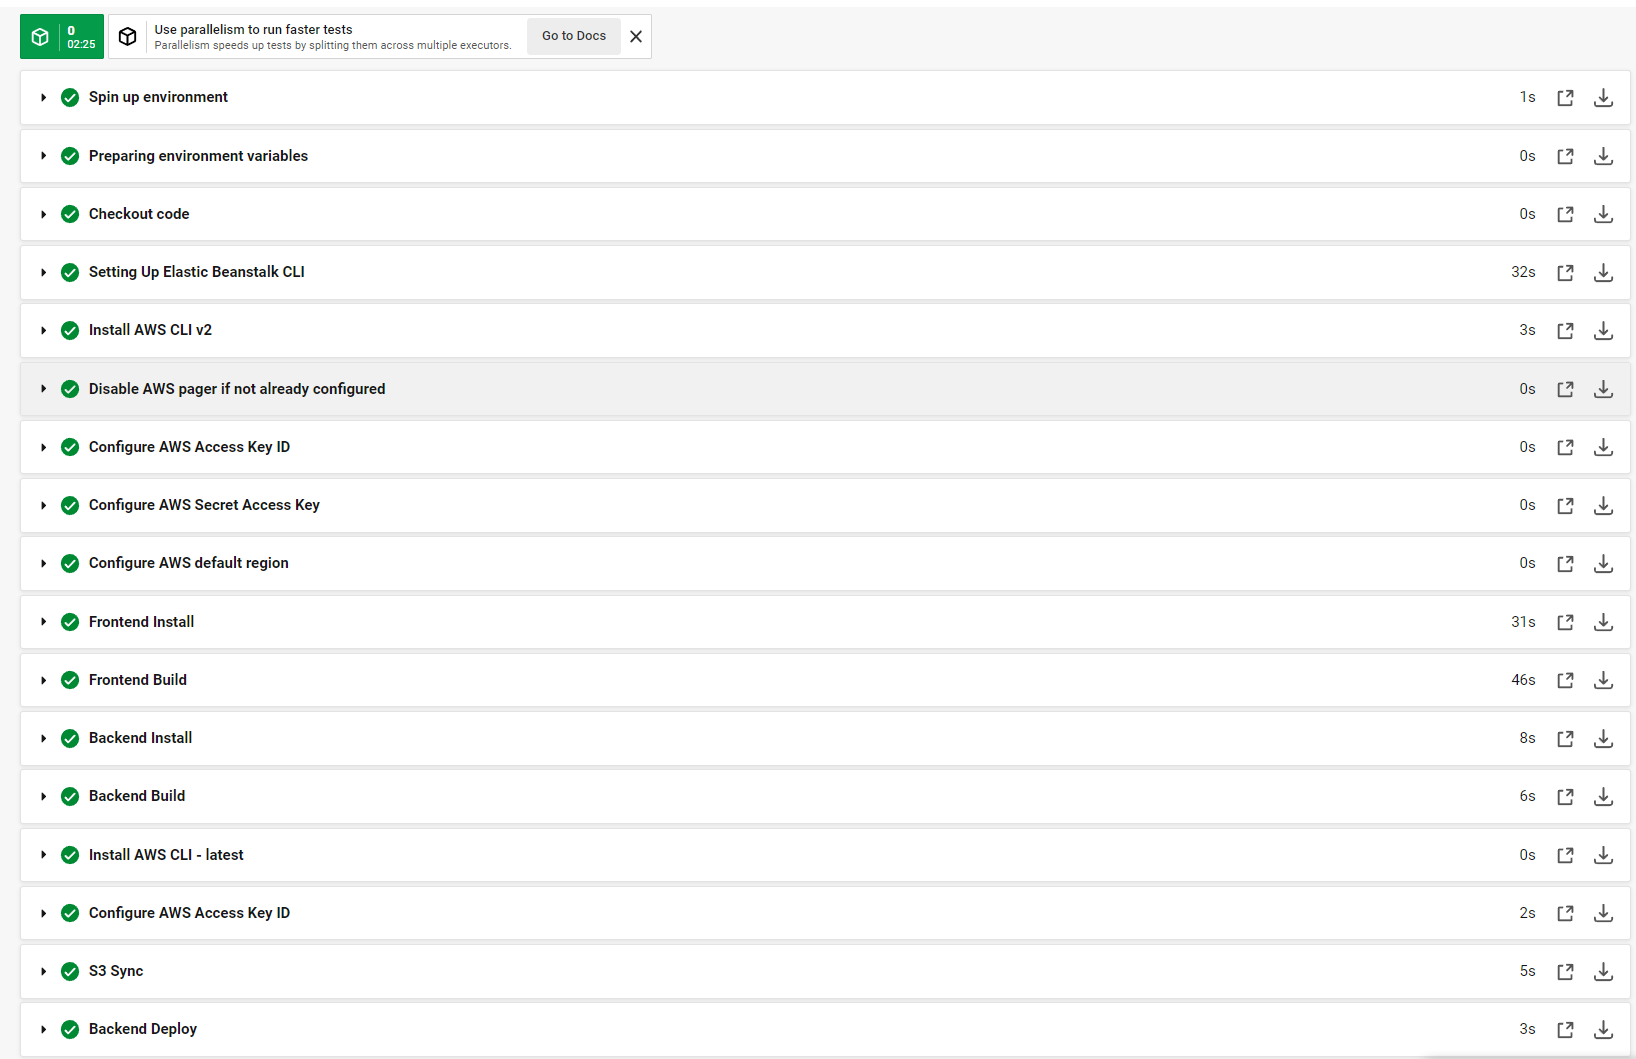 0
02:25
Use parallelism to run faster tests
Parallelism speeds up tests by splitting them across multiple executors.
Go to Docs
Spin up environment 1s
Preparing environment variables 0s
Checkout code 0s
Setting Up Elastic Beanstalk CLI 32s
Install AWS CLI v2 3s
Disable AWS pager if not already configured 0s
Configure AWS Access Key ID 0s
Configure AWS Secret Access Key 0s
Configure AWS default region 0s
Frontend Install 31s
Frontend Build 46s
Backend Install 8s
Backend Build 6s
Install AWS CLI - latest 0s
Configure AWS Access Key ID 2s
S3 Sync 5s
Backend Deploy 3s